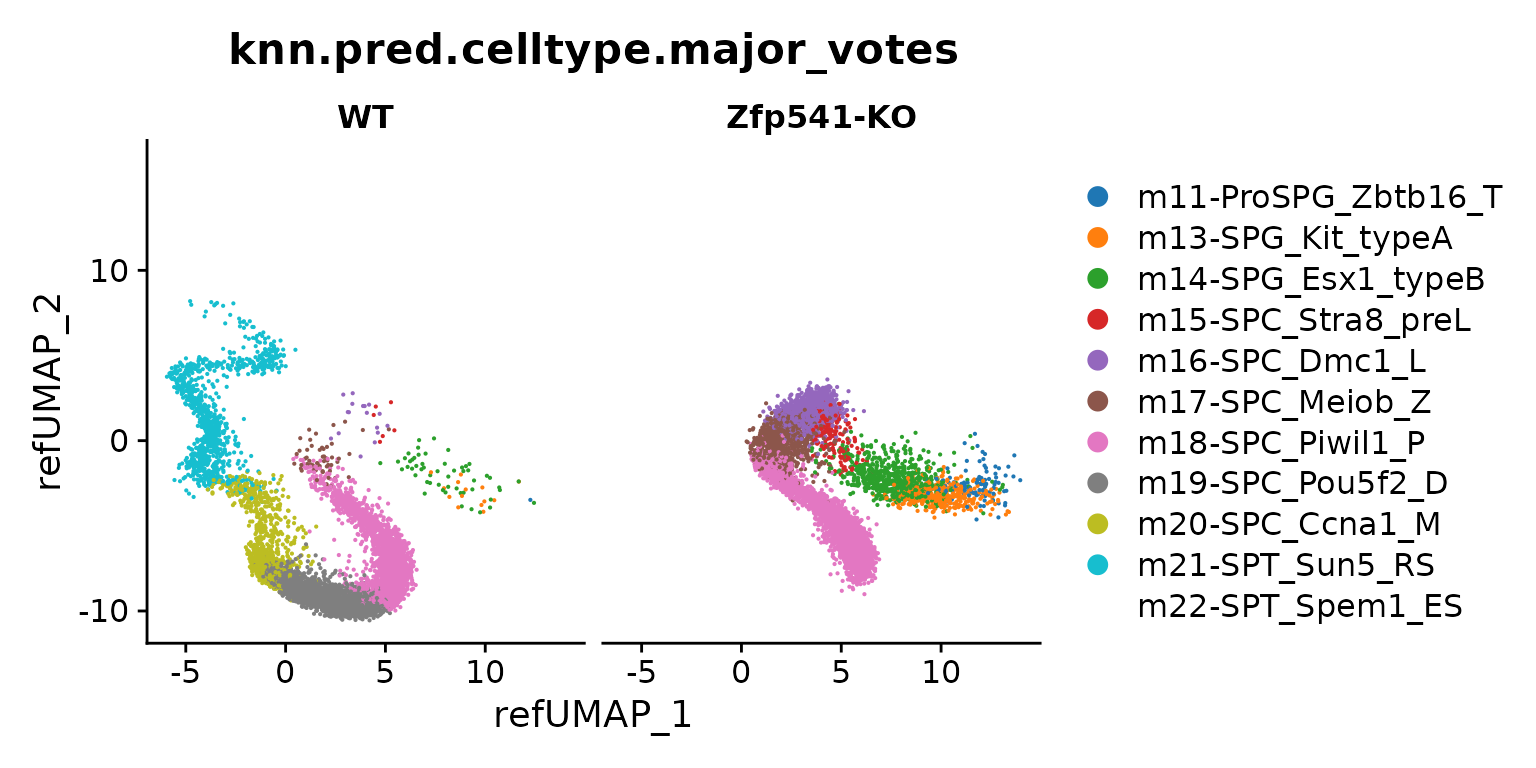 knn.pred.celltype.major_votes
WT
Zfp541-KO
refUMAP_2
10
0
-10
-5
0
5
10
-5
0
5
10
refUMAP_1
m11-ProSPG_Zbtb16_T
m13-SPG_Kit_typeA
m14-SPG_Esx1_typeB
m15-SPC_Stra8_preL
m16-SPC_Dmc1_L
m17-SPC_Meiob_Z
m18-SPC_Piwil1_P
m19-SPC_Pou5f2_D
m20-SPC_Ccna1_M
m21-SPT_Sun5_RS
m22-SPT_Spem1_ES